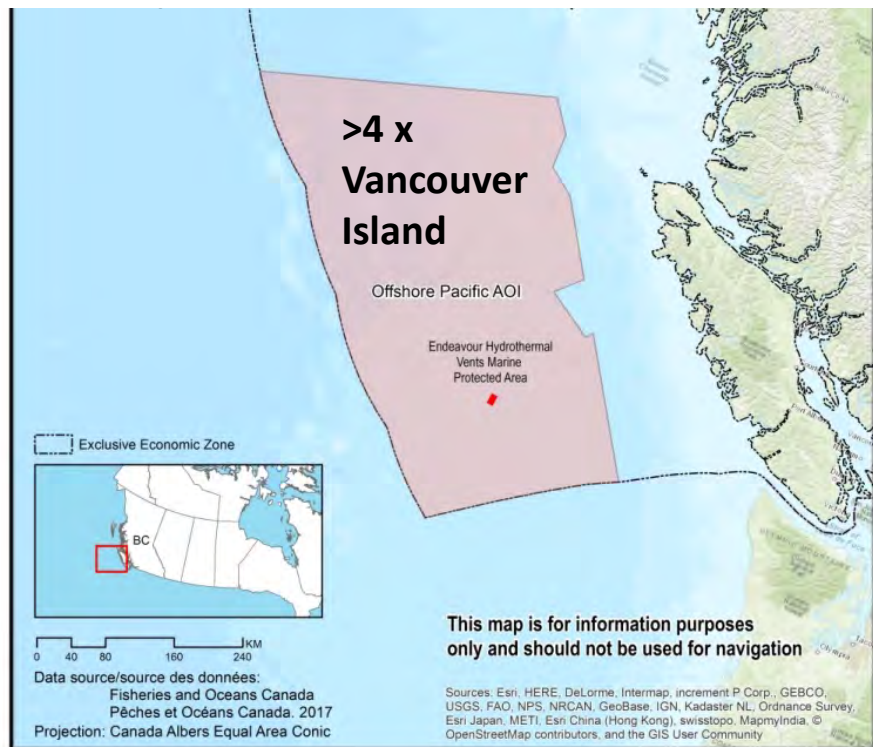 >4 x
Vancouver
Island
Offshore Pacific AOI
Endeavour Hydrothermal
Vents Marine
Protected Area
Exclusive Economic Zone
BC
0 40 80 160 240 KM
Data source/source des données:
Fisheries and Oceans Canada
Pêches et Océans Canada. 2017
Projection: Canada Albers Equal Area Conic
This map is for information purposes
only and should not be used for navigation
Sources: Esri, HERE, DeLorme, Intermap, increment P Corp., GEBCO,
USGS, FAO, NPS, NRCAN, GeoBase, IGN, Kadaster NL, Ordnance Survey,
Esri Japan, METI, Esri China (Hong Kong), swisstopo, MapmyIndia, ©
OpenStreetMap contributors, and the GIS User Community
Olympia